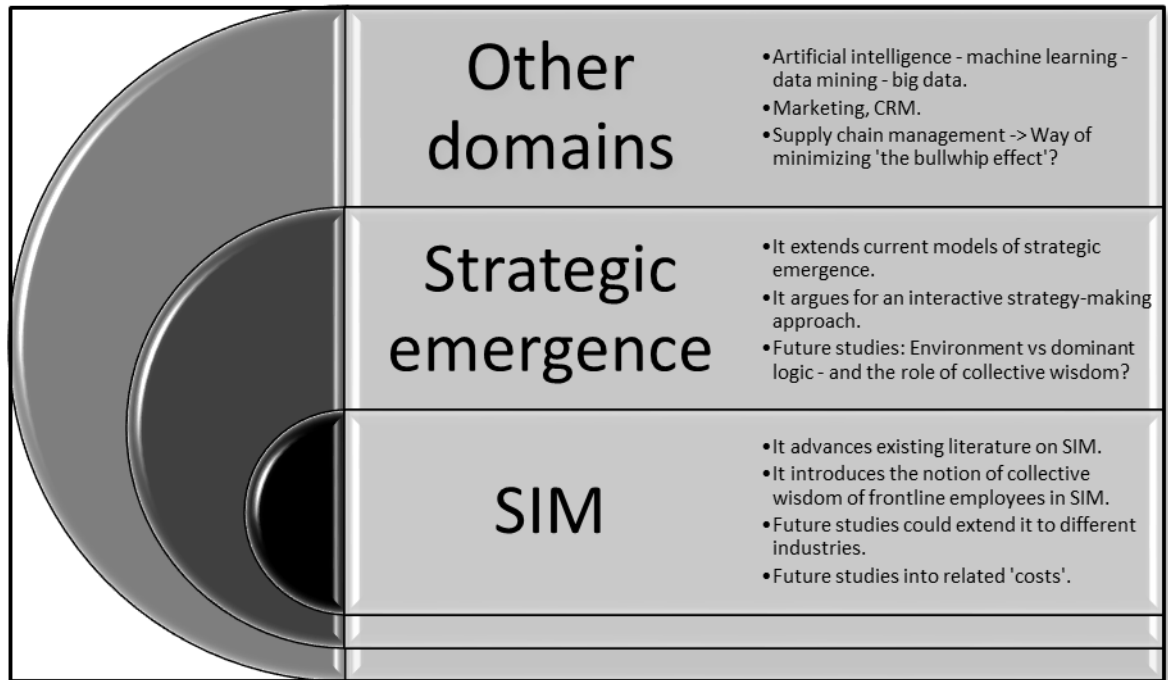 Other
domains
•Artificial intelligence - machine learning -
data mining - big data.
•Marketing, CRM.
•Supply chain management -> Way of
minimizing 'the bullwhip effect'?
Strategic
emergence
•It extends current models of strategic
emergence.
•It argues for an interactive strategy-making
approach.
•Future studies: Environment vs dominant
logic - and the role of collective wisdom?
SIM
•It advances existing literature on SIM.
•It introduces the notion of collective
wisdom of frontline employees in SIM.
•Future studies could extend it to different
industries.
•Future studies into related 'costs'.